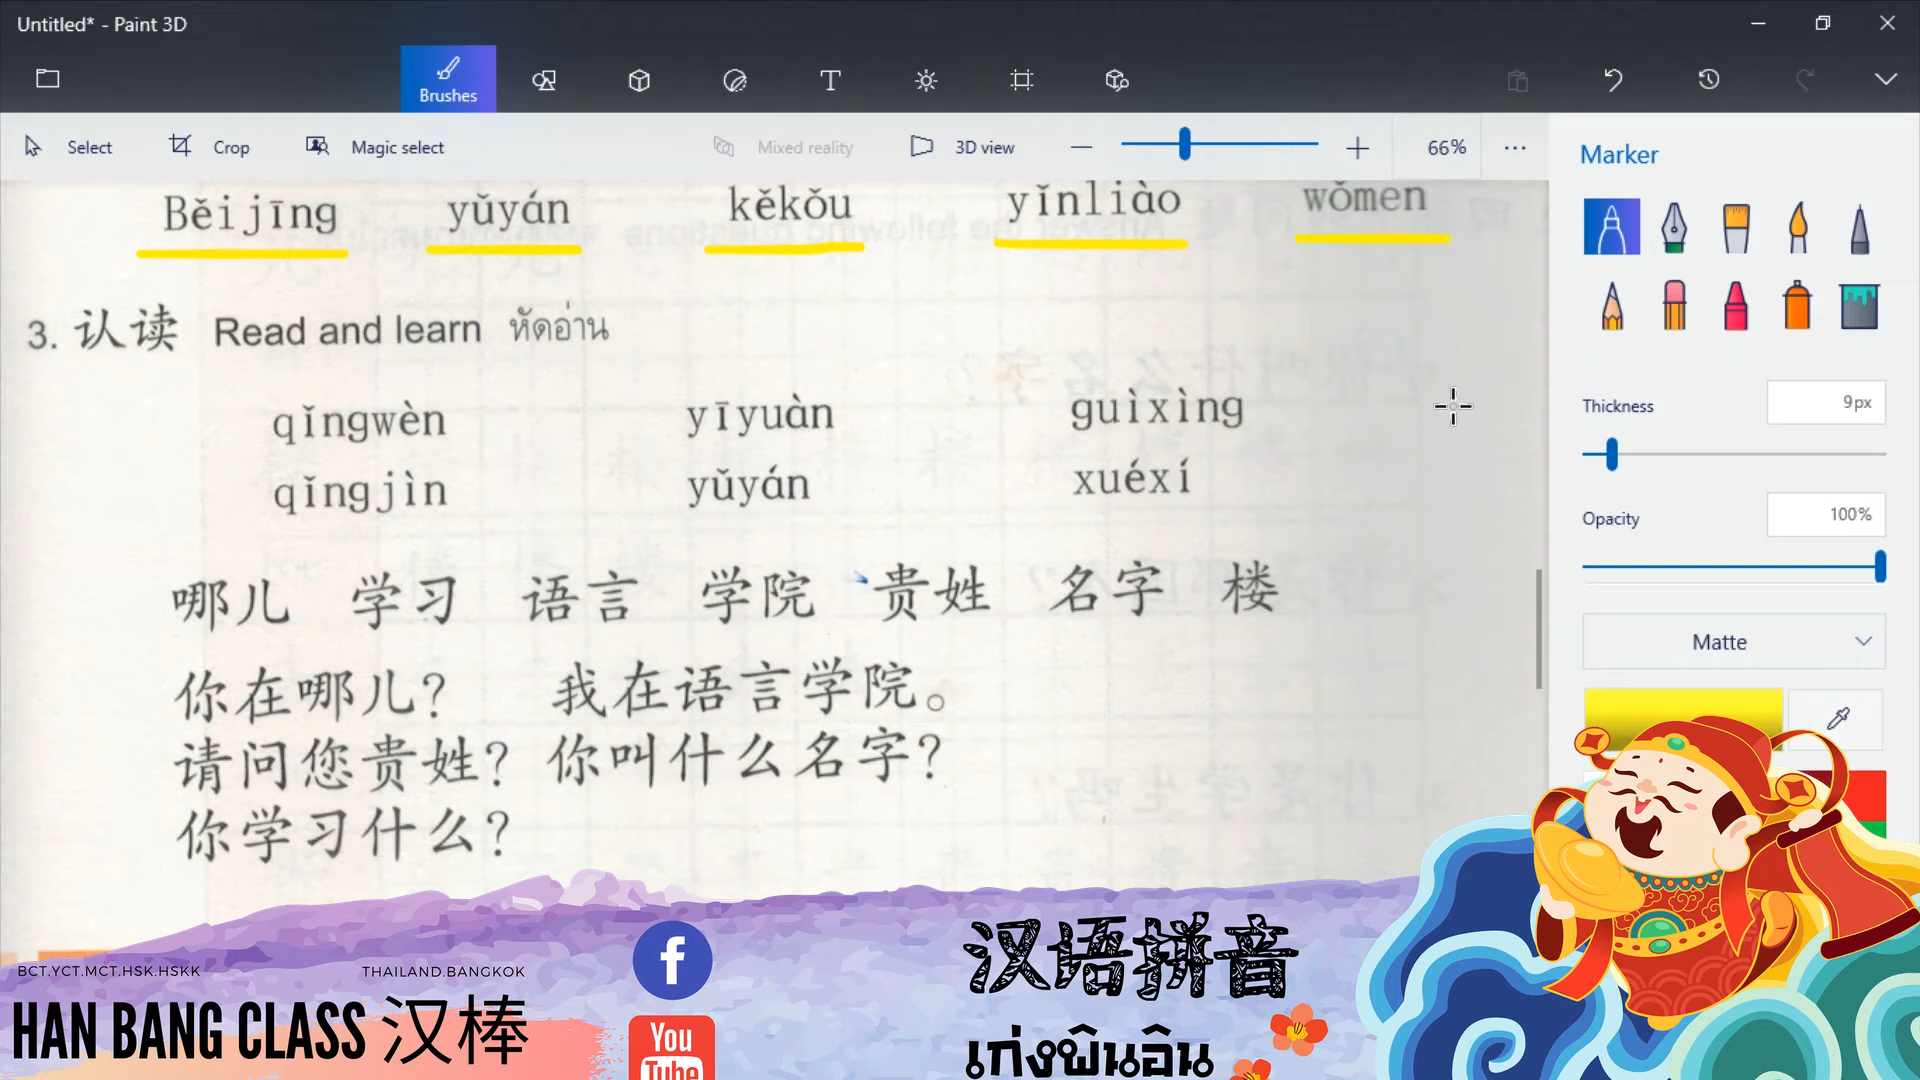 Untitled* - Paint 3D
Brushes
Select Crop Magic select Mixed reality 3D view 66%
Marker
Běijīng yǔyán kěkǒu yǐnliào wǒmen
3. 认读 Read and learn หัดอ่าน
qǐngwèn yīyuàn guìxìng
qǐngjìn yǔyán xuéxí
哪儿 学习 语言 学院 贵姓 名字 楼
你在哪儿? 我在语言学院。
请问您贵姓? 你叫什么名字?
你学习什么?
Thickness 9px
Opacity 100%
Matte
BCT.YCT.MCT.HSK.HSKK THAILAND.BANGKOK
HAN BANG CLASS 汉棒
f
You
Tube
汉语拼音
เก่งพินอิน